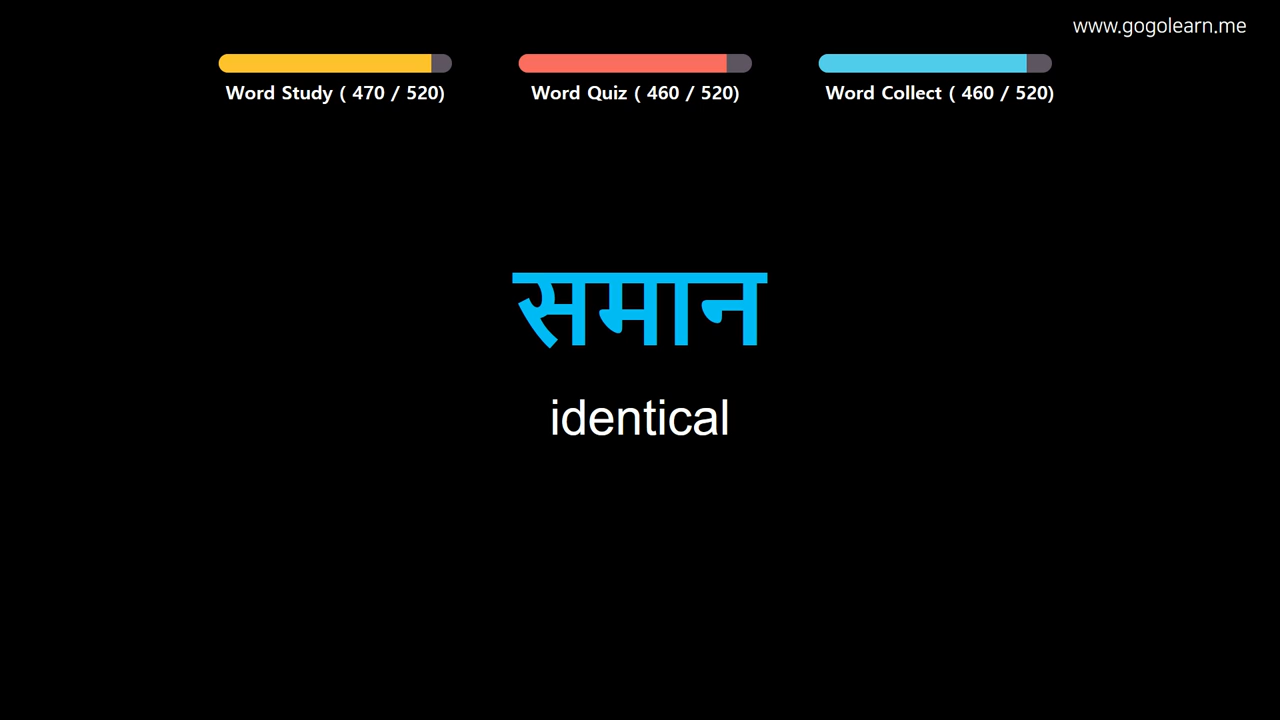 www.gogolearn.me
Word Study ( 470 / 520)
Word Quiz ( 460 / 520)
Word Collect ( 460 / 520)
समान
identical